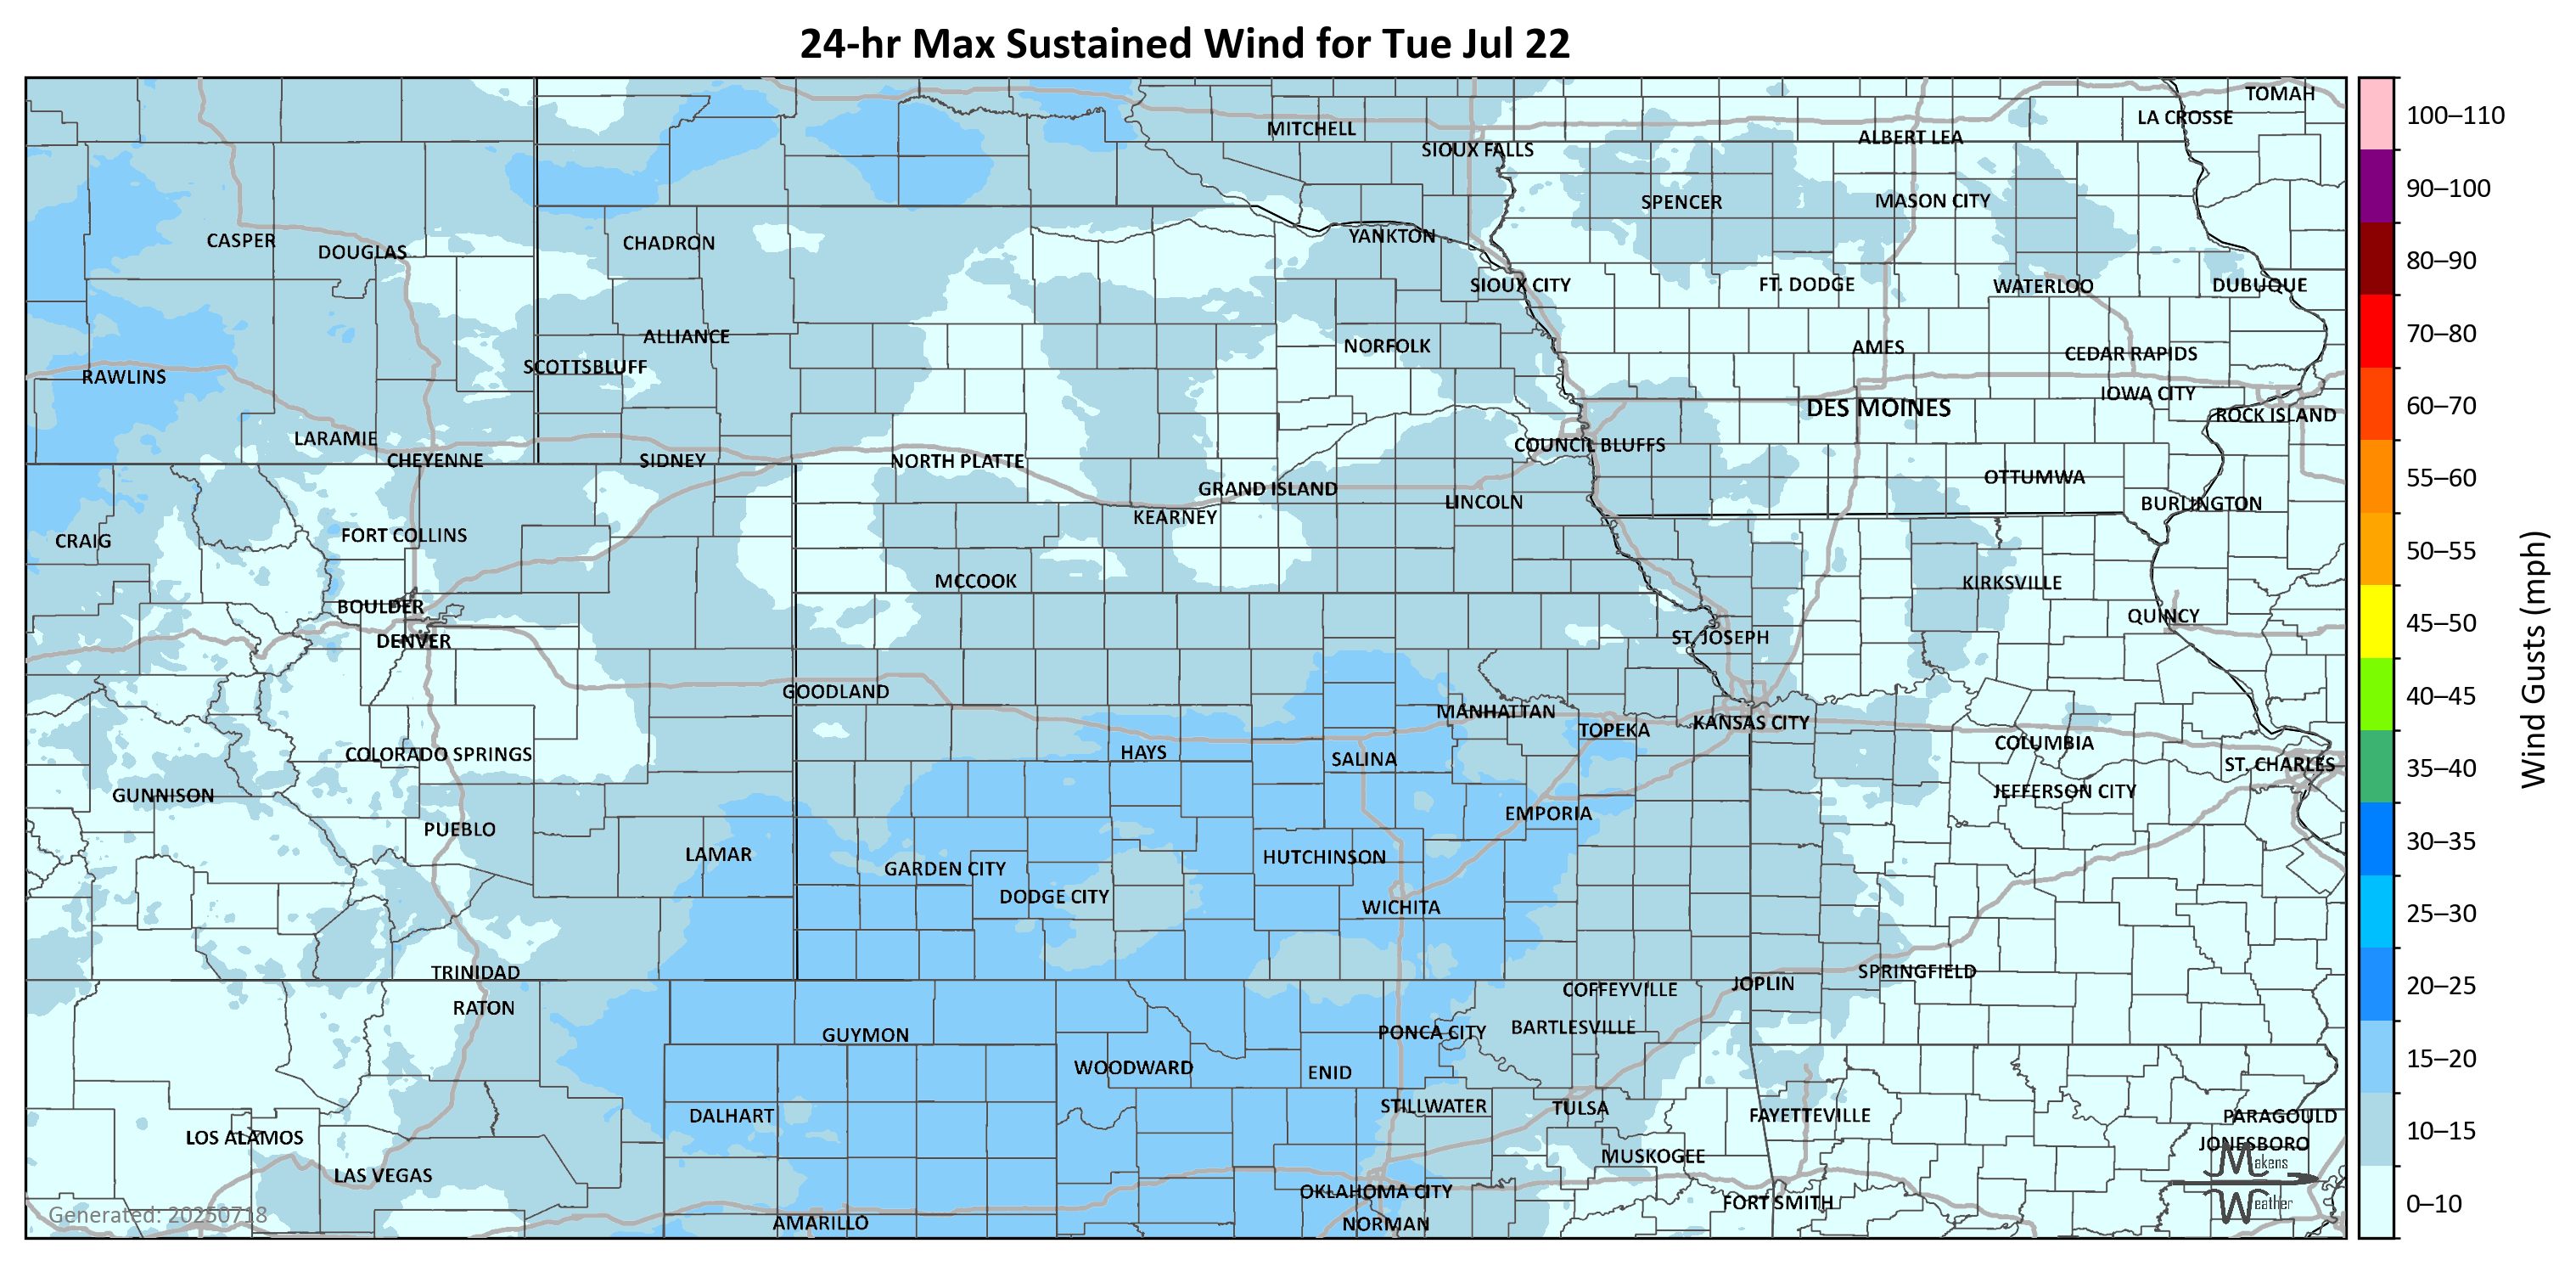 24-hr Max Sustained Wind for Tue Jul 22
TOMAH
LA CROSSE
MITCHELL
ALBERT LEA
SIOUX FALLS
SPENCER
MASON CITY
CASPER
DOUGLAS
CHADRON
YANKTON
SIOUX CITY
FT. DODGE
WATERLOO
DUBUQUE
ALLIANCE
NORFOLK
AMES
CEDAR RAPIDS
SCOTTSBLUFF
RAWLINS
IOWA CITY
DES MOINES
ROCK ISLAND
LARAMIE
COUNCIL BLUFFS
CHEYENNE
SIDNEY
NORTH PLATTE
OTTUMWA
GRAND ISLAND
LINCOLN
BURLINGTON
KEARNEY
CRAIG
FORT COLLINS
MCCOOK
KIRKSVILLE
BOULDER
QUINCY
DENVER
ST. JOSEPH
GOODLAND
MANHATTAN
TOPEKA
KANSAS CITY
COLORADO SPRINGS
HAYS
SALINA
COLUMBIA
ST. CHARLES
GUNNISON
JEFFERSON CITY
EMPORIA
PUEBLO
LAMAR
HUTCHINSON
GARDEN CITY
DODGE CITY
WICHITA
TRINIDAD
SPRINGFIELD
JOPLIN
COFFEYVILLE
RATON
GUYMON
PONCA CITY
BARTLESVILLE
WOODWARD
ENID
DALHART
STILLWATER
TULSA
FAYETTEVILLE
PARAGOULD
LOS ALAMOS
JONESBORO
MUSKOGEE
LAS VEGAS
OKLAHOMA CITY
FORT SMITH
AMARILLO
NORMAN
Generated: 20250718
Makens
Weather
100–110
90–100
80–90
70–80
60–70
55–60
50–55
45–50
40–45
35–40
30–35
25–30
20–25
15–20
10–15
0–10
Wind Gusts (mph)